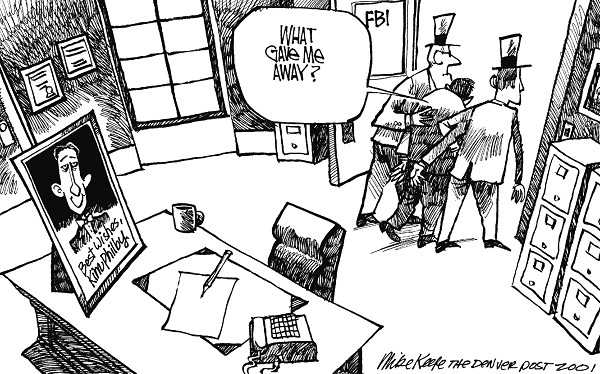 WHAT
GAVE ME
AWAY?
FBI
Best wishes,
Kim Philby
Mike Keefe THE DENVER POST 2001